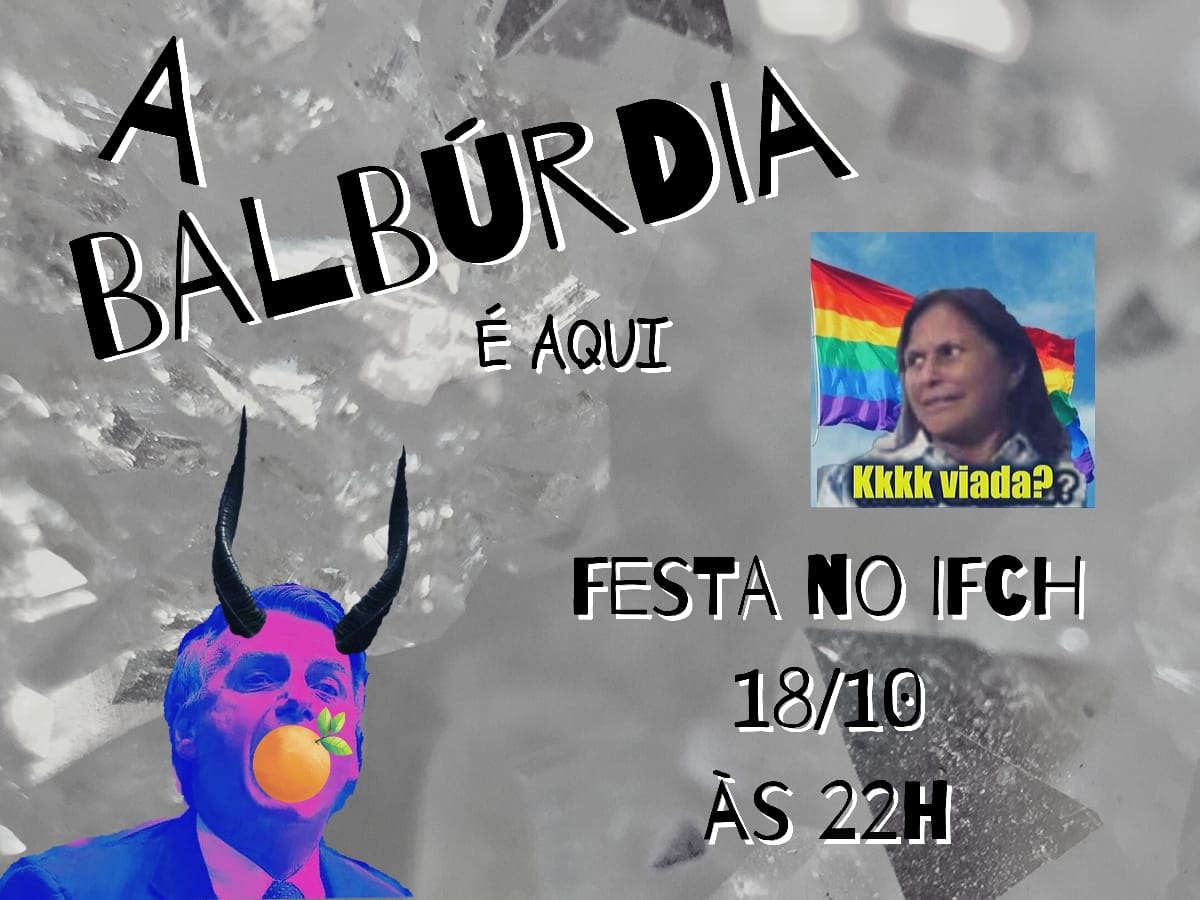 A
BALBÚRDIA
É AQUI
Kkkk viada??
FESTA NO IFCH
18/10
ÀS 22H